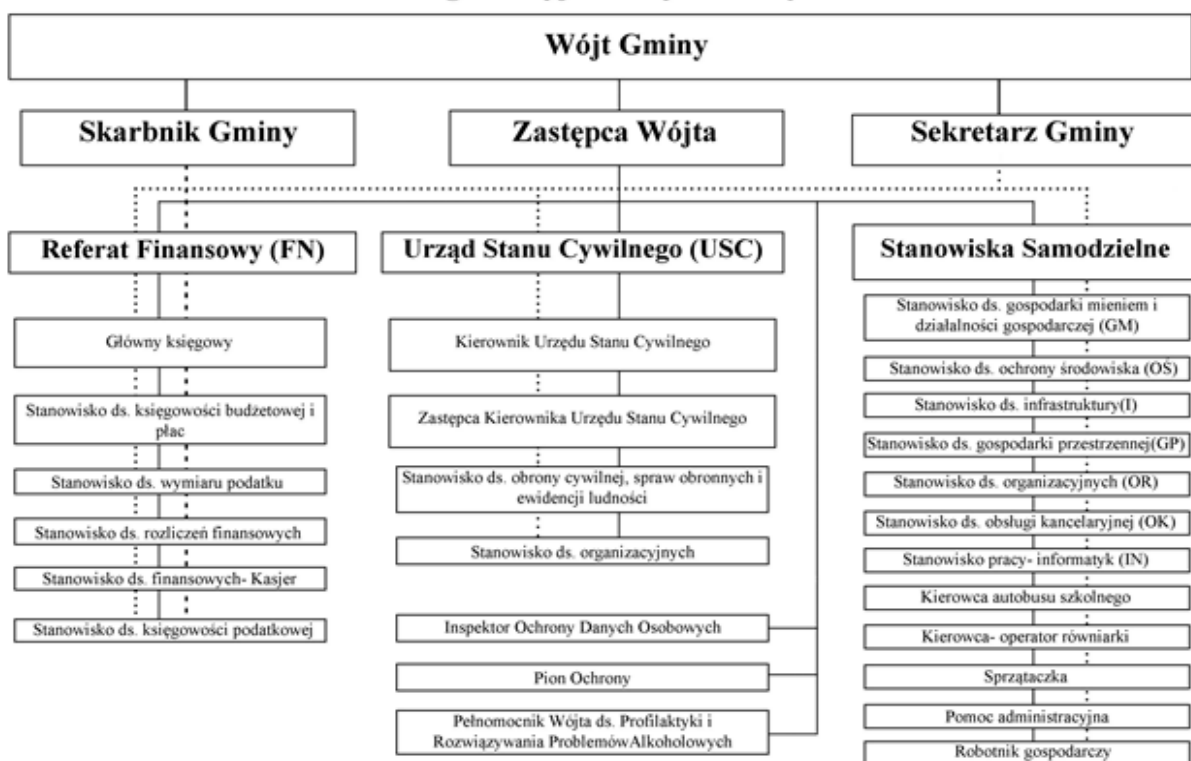 Wójt Gminy
Skarbnik Gminy
Zastępca Wójta
Sekretarz Gminy
Referat Finansowy (FN)
Główny księgowy
Stanowisko ds. księgowości budżetowej i
płac
Stanowisko ds. wymiaru podatku
Stanowisko ds. rozliczeń finansowych
Stanowisko ds. finansowych- Kasjer
Stanowisko ds. księgowości podatkowej
Urząd Stanu Cywilnego (USC)
Kierownik Urzędu Stanu Cywilnego
Zastępca Kierownika Urzędu Stanu Cywilnego
Stanowisko ds. obrony cywilnej, spraw obronnych i
ewidencji ludności
Stanowisko ds. organizacyjnych
Inspektor Ochrony Danych Osobowych
Pion Ochrony
Pełnomocnik Wójta ds. Profilaktyki i
Rozwiązywania ProblemówAlkoholowych
Stanowiska Samodzielne
Stanowisko ds. gospodarki mieniem i
działalności gospodarczej (GM)
Stanowisko ds. ochrony środowiska (OŚ)
Stanowisko ds. infrastruktury(I)
Stanowisko ds. gospodarki przestrzennej(GP)
Stanowisko ds. organizacyjnych (OR)
Stanowisko ds. obsługi kancelaryjnej (OK)
Stanowisko pracy- informatyk (IN)
Kierowca autobusu szkolnego
Kierowca- operator równiarki
Sprzątaczka
Pomoc administracyjna
Robotnik gospodarczy